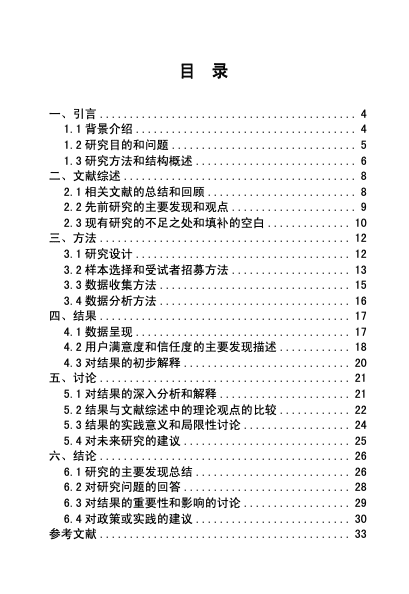 目 录
一、引言 4
1.1 背景介绍 4
1.2 研究目的和问题 5
1.3 研究方法和结构概述 6
二、文献综述 8
2.1 相关文献的总结和回顾 8
2.2 先前研究的主要发现和观点 9
2.3 现有研究的不足之处和填补的空白 10
三、方法 12
3.1 研究设计 12
3.2 样本选择和受试者招募方法 13
3.3 数据收集方法 15
3.4 数据分析方法 16
四、结果 17
4.1 数据呈现 17
4.2 用户满意度和信任度的主要发现描述 18
4.3 对结果的初步解释 20
五、讨论 21
5.1 对结果的深入分析和解释 21
5.2 结果与文献综述中的理论观点的比较 22
5.3 结果的实践意义和局限性讨论 24
5.4 对未来研究的建议 25
六、结论 26
6.1 研究的主要发现总结 26
6.2 对研究问题的回答 28
6.3 对结果的重要性和影响的讨论 29
6.4 对政策或实践的建议 30
参考文献 33